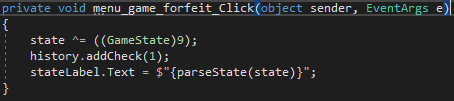 private void menu_game_forfeit_Click(object sender, EventArgs e)
{
state ^= ((GameState)9);
history.addCheck(1);
stateLabel.Text = $"{parseState(state)}";
}